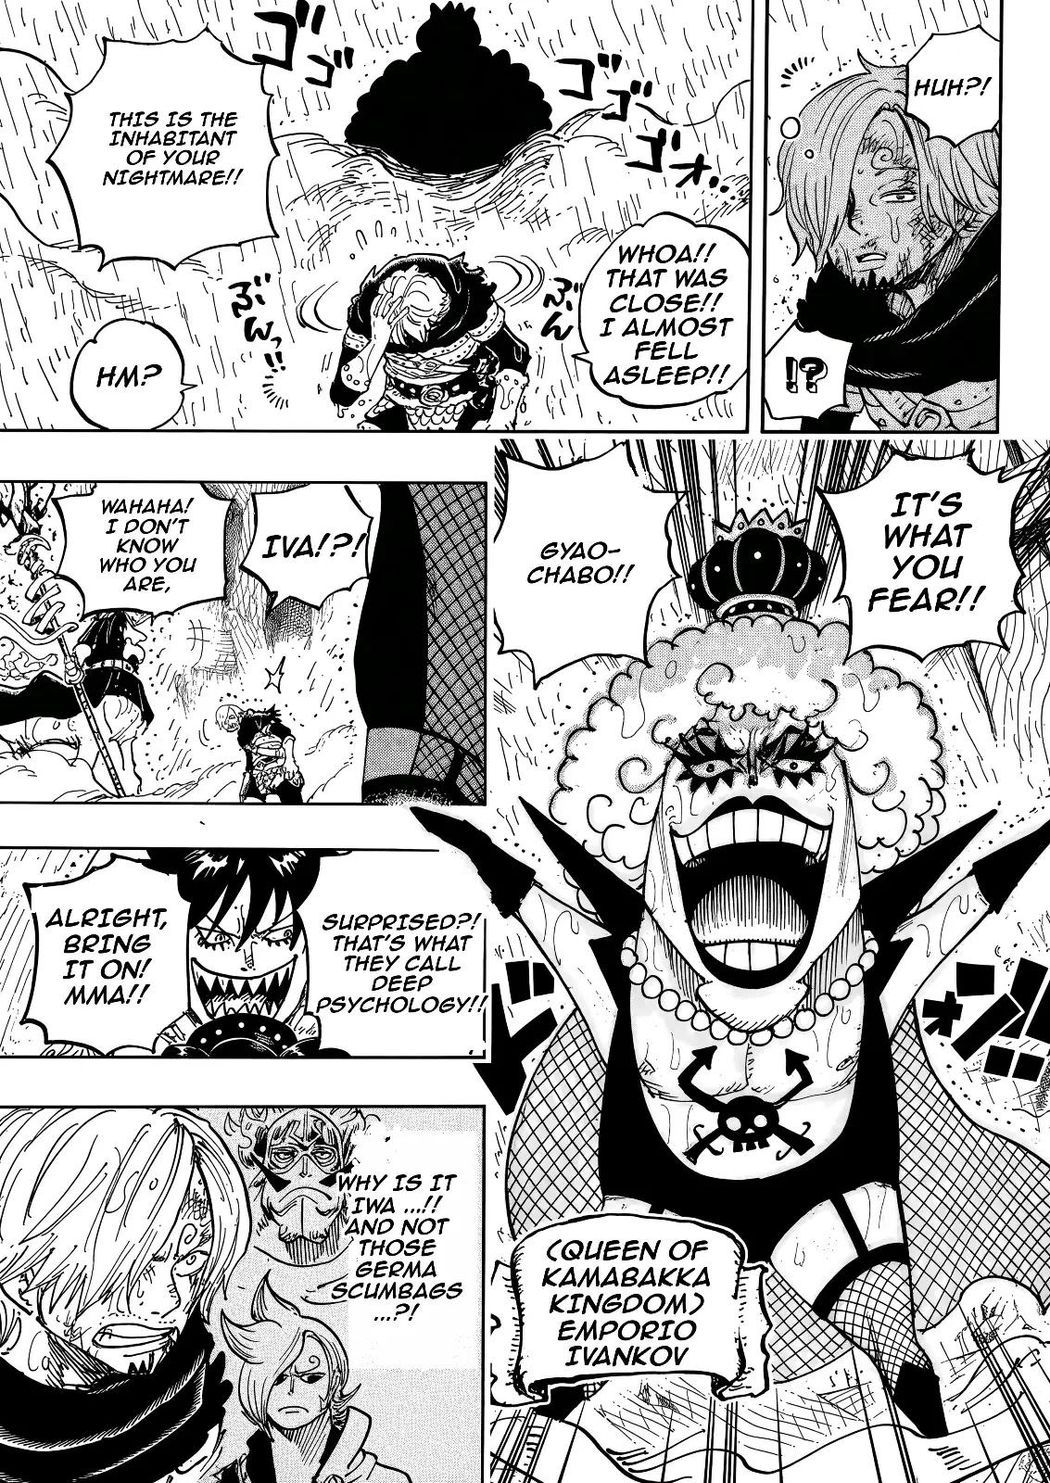 HUH?!
!?
WHOA!!
THAT WAS
CLOSE!!
I ALMOST
FELL
ASLEEP!!
ゴゴゴゴゴォ..
ぶんぶんっ!!
THIS IS THE
INHABITANT
OF YOUR
NIGHTMARE!!
HM?
IT'S
WHAT
YOU
FEAR!!
GYAO-
CHABO!!
(QUEEN OF
KAMABAKKA
KINGDOM)
EMPORIO
IVANKOV
IVA!?!
WAHAHA!
I DON'T
KNOW
WHO YOU
ARE,
SURPRISED?!
THAT'S WHAT
THEY CALL
DEEP
PSYCHOLOGY!!
ALRIGHT,
BRING
IT ON!
MMA!!
WHY IS IT
IWA ...!!
AND NOT
THOSE
GERMA
SCUMBAGS
...?!